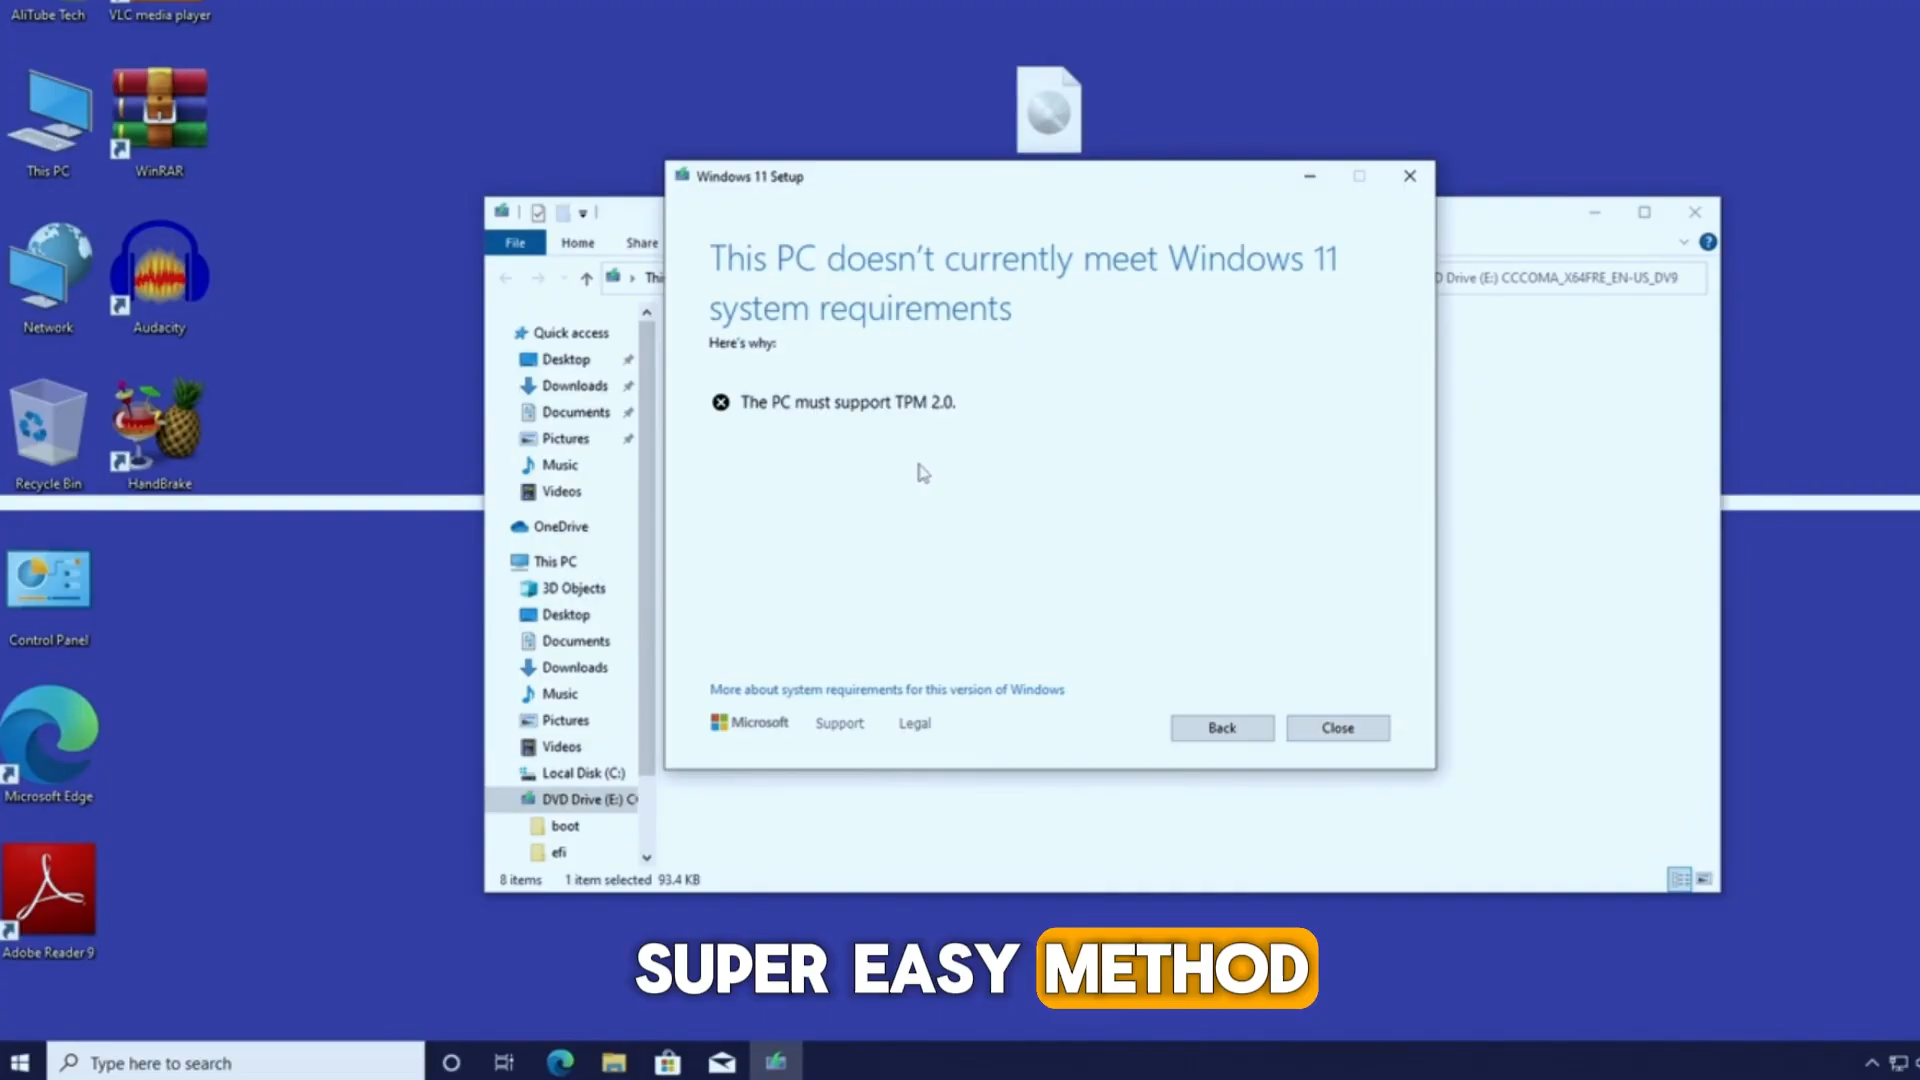 AliTube Tech
VLC media player
This PC
WinRAR
Network
Audacity
Recycle Bin
HandBrake
Control Panel
Microsoft Edge
Adobe Reader 9
File
Home
Share
Thi
D Drive (E:) CCCOMA_X64FRE_EN-US_DV9
Quick access
Desktop
Downloads
Documents
Pictures
Music
Videos
OneDrive
This PC
3D Objects
Desktop
Documents
Downloads
Music
Pictures
Videos
Local Disk (C:)
DVD Drive (E:) C
boot
efi
8 items
1 item selected 93.4 KB
Windows 11 Setup
This PC doesn't currently meet Windows 11
system requirements
Here's why:
The PC must support TPM 2.0.
More about system requirements for this version of Windows
Microsoft
Support
Legal
Back
Close
SUPER EASY METHOD
Type here to search